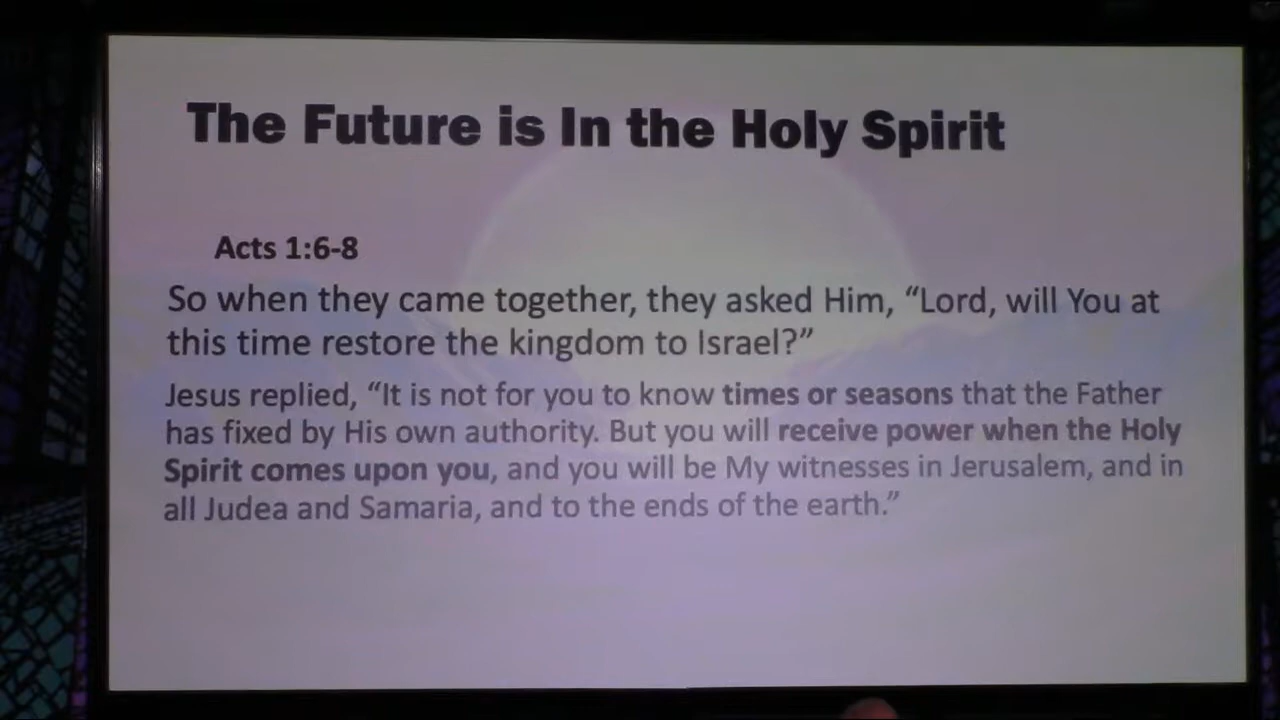 The Future is In the Holy Spirit
Acts 1:6-8
So when they came together, they asked Him, “Lord, will You at
this time restore the kingdom to Israel?”
Jesus replied, “It is not for you to know times or seasons that the Father
has fixed by His own authority. But you will receive power when the Holy
Spirit comes upon you, and you will be My witnesses in Jerusalem, and in
all Judea and Samaria, and to the ends of the earth.”